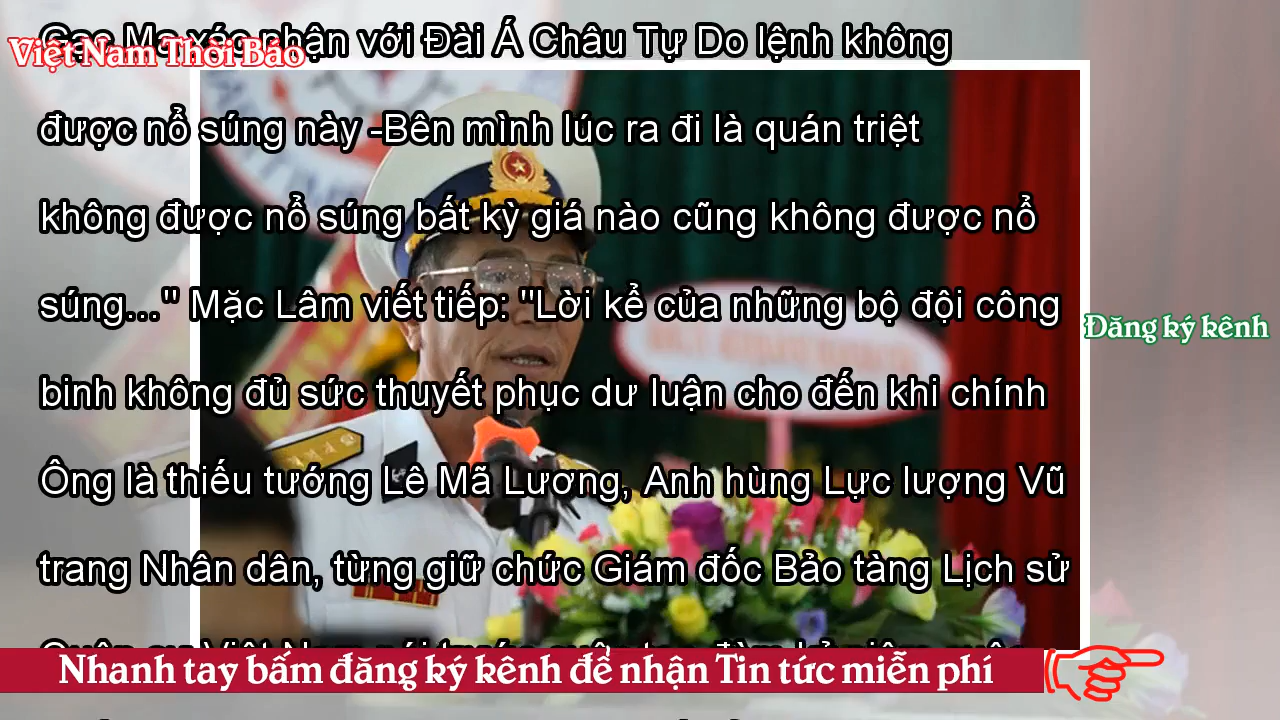 Gạc Ma xác nhận với Đài Á Châu Tự Do lệnh không
Việt Nam Thời Báo
được nổ súng này -Bên mình lúc ra đi là quán triệt
không được nổ súng bất kỳ giá nào cũng không được nổ
súng..." Mặc Lâm viết tiếp: "Lời kể của những bộ đội công
Đăng ký kênh
binh không đủ sức thuyết phục dư luận cho đến khi chính
Ông là thiếu tướng Lê Mã Lương, Anh hùng Lực lượng Vũ
trang Nhân dân, từng giữ chức Giám đốc Bảo tàng Lịch sử
Nhanh tay bấm đăng ký kênh để nhận Tin tức miễn phí